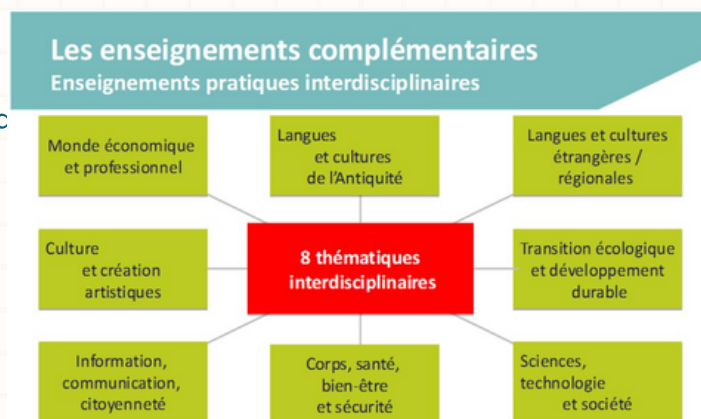 Les enseignements complémentaires
Enseignements pratiques interdisciplinaires
Monde économique
et professionnel
Langues
et cultures
de l'Antiquité
Langues et cultures
étrangères /
régionales
Culture
et création
artistiques
8 thématiques
interdisciplinaires
Transition écologique
et développement
durable
Information,
communication,
citoyenneté
Corps, santé,
bien-être
et sécurité
Sciences,
technologie
et société